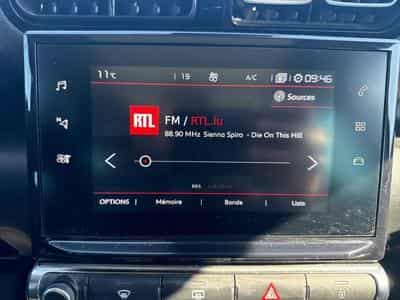 11°C 19 A/C 09:46
Sources
RTL
FM / RTL.lu
88.90 MHz Sienna Spiro - Die On This Hill
RDS
OPTIONS Mémoire Bande Liste